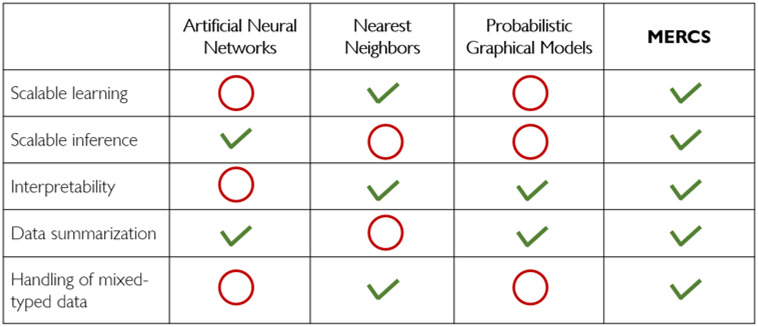 Artificial Neural
Networks
Nearest
Neighbors
Probabilistic
Graphical Models
MERCS
Scalable learning
Scalable inference
Interpretability
Data summarization
Handling of mixed-
typed data